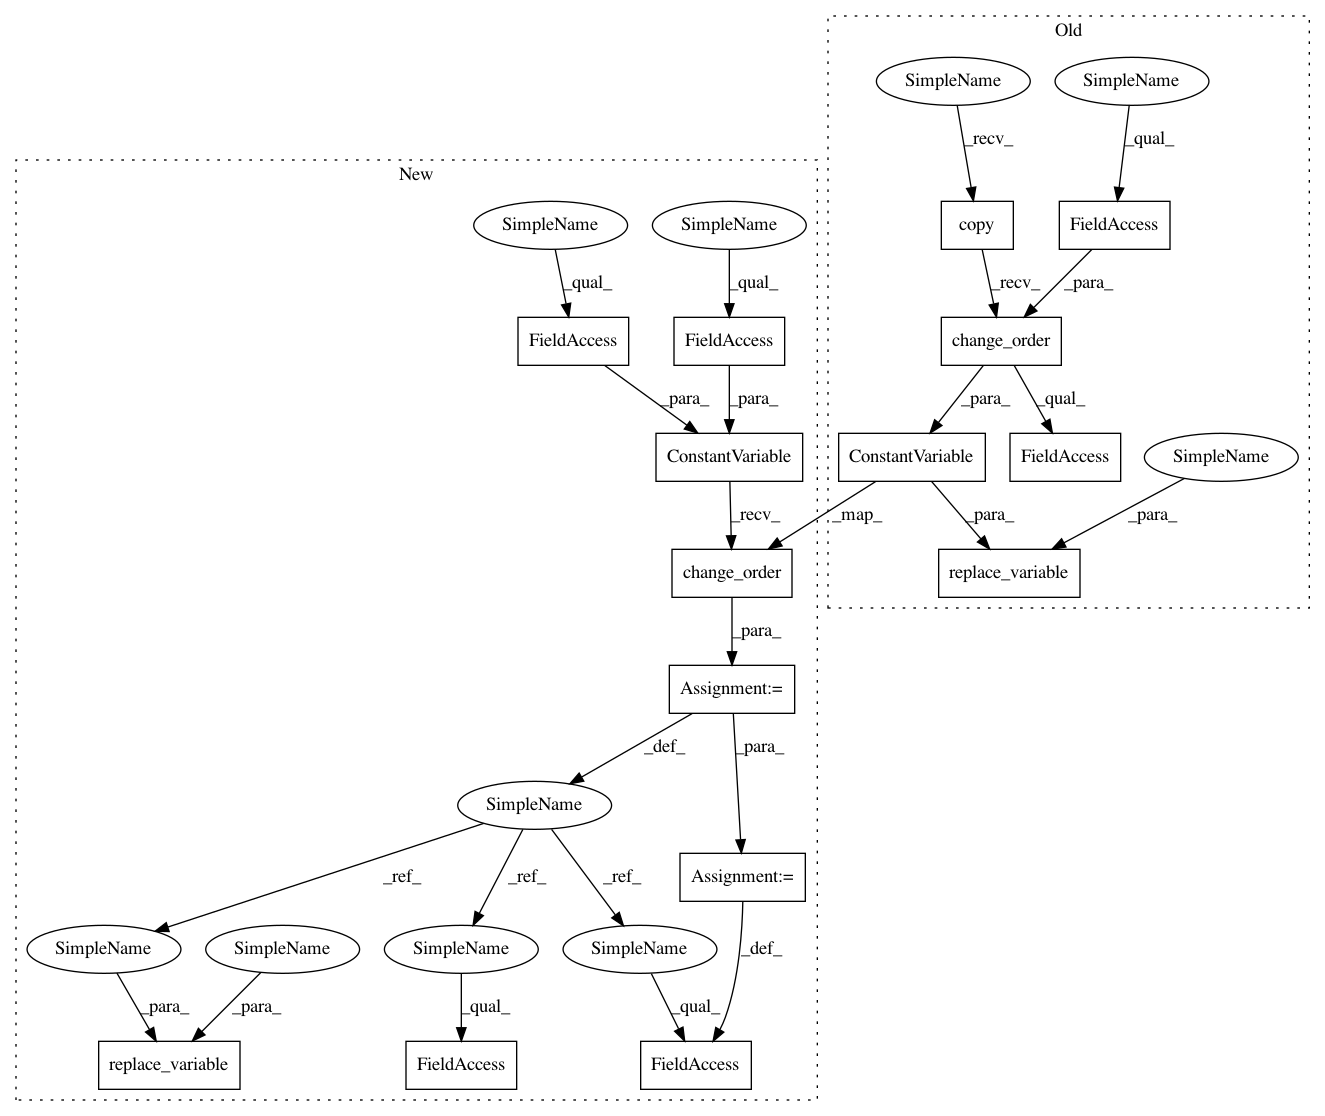 Old
SimpleName
SimpleName
_recv_
_qual_
New
SimpleName
SimpleName
copy
FieldAccess
_qual_
_qual_
_recv_
_para_
FieldAccess
FieldAccess
change_order
_para_
_para_
_para_
_qual_
ConstantVariable
ConstantVariable
FieldAccess
SimpleName
_recv_
_map_
_para_
_para_
change_order
replace_variable
_para_
Assignment:=
_def_
_para_
SimpleName
_ref_
_ref_
_ref_
Assignment:=
SimpleName
SimpleName
SimpleName
SimpleName
_def_
_para_
_para_
_qual_
_qual_
replace_variable
FieldAccess
FieldAccess